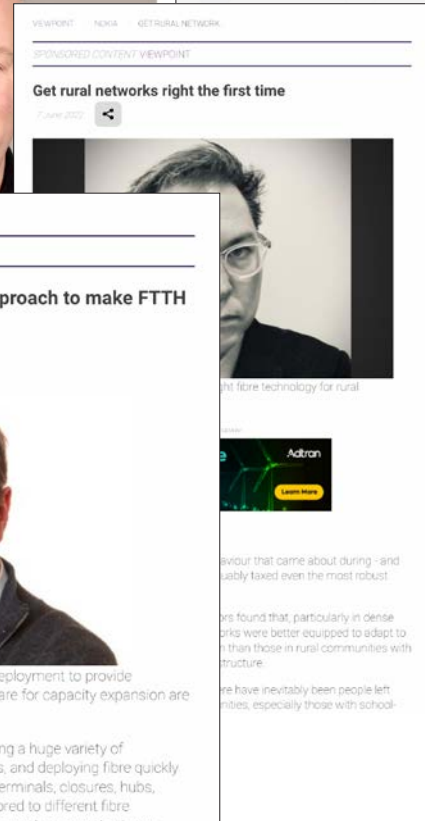 VIEWPOINT NOKIA GET RURAL NETWORK
SPONSORED CONTENT VIEWPOINT
Get rural networks right the first time
7 June 2022
ght fibre technology for rural
Adtran
Learn More
aviour that came about during - and
uably taxed even the most robust
ors found that, particularly in dense
orks were better equipped to adapt to
n than those in rural communities with
structure.
ere have inevitably been people left
nities, especially those with school-
proach to make FTTH
eployment to provide
are for capacity expansion are
ng a huge variety of
s, and deploying fibre quickly
erminals, closures, hubs,
ored to different fibre